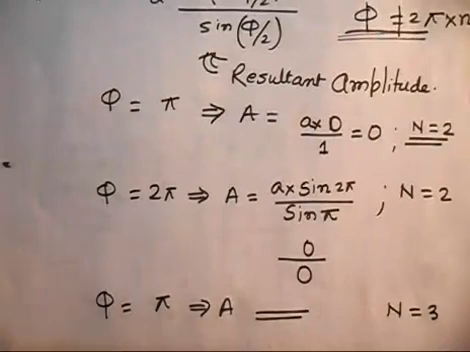 sin(Φ/2) Φ ≠ 2π×n
Resultant Amplitude.
Φ = π ⇒ A = a×0/1 = 0 ; N=2
Φ = 2π ⇒ A = a×Sin 2π/Sin π ; N=2
0/0
Φ = π ⇒ A —— N=3